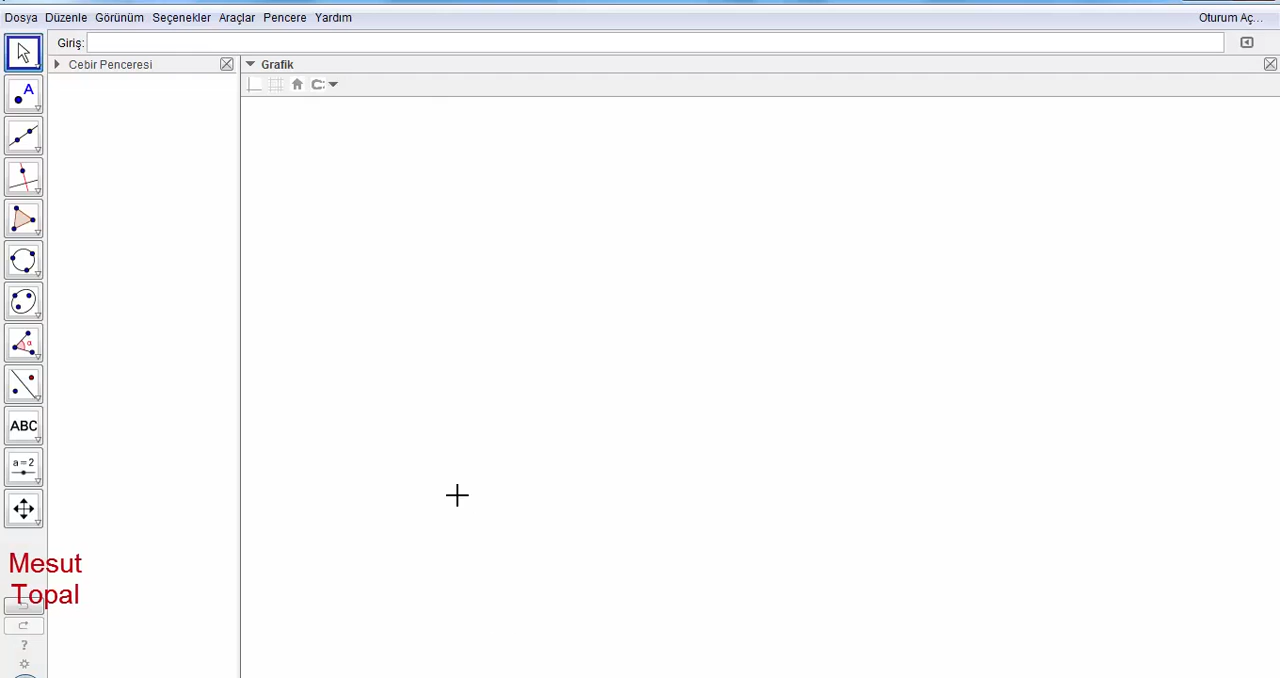 Dosya Düzenle Görünüm Seçenekler Araçlar Pencere Yardım Oturum Aç...
Giriş:
Cebir Penceresi Grafik
A
α
ABC
a=2
Mesut
Topal
?